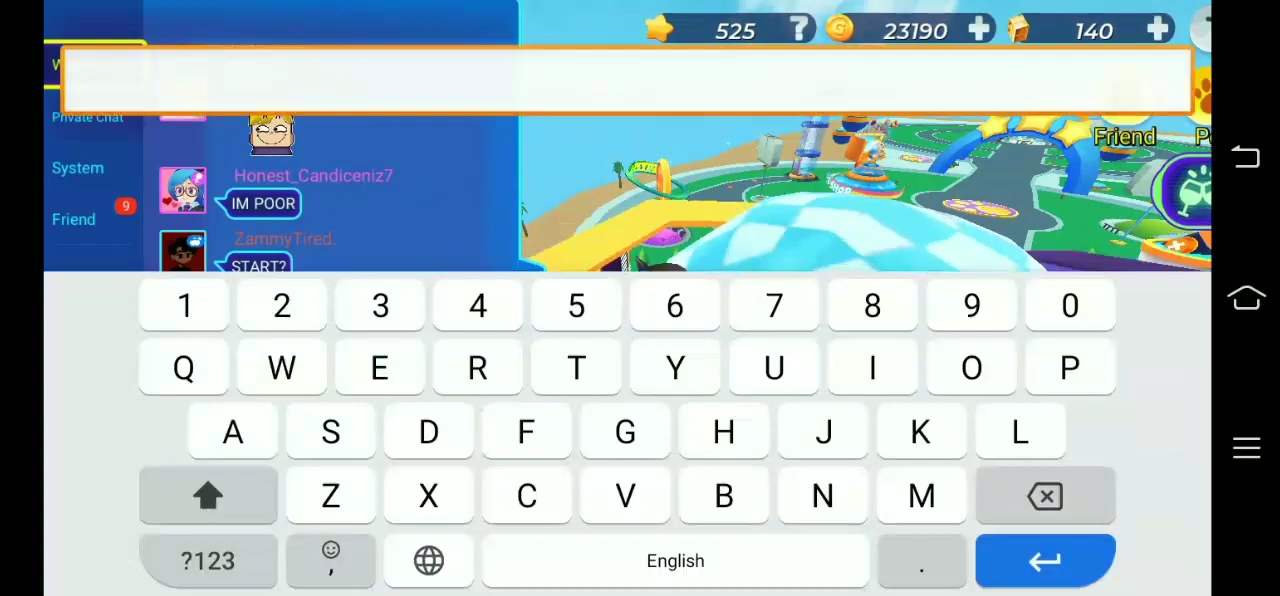 525 ? 23190 140
W
Private Chat
System
Friend 9
Honest_Candiceniz7
IM POOR
ZammyTired.
START?
SHOP
Friend P
1 2 3 4 5 6 7 8 9 0
Q W E R T Y U I O P
A S D F G H J K L
Z X C V B N M
?123 , English .